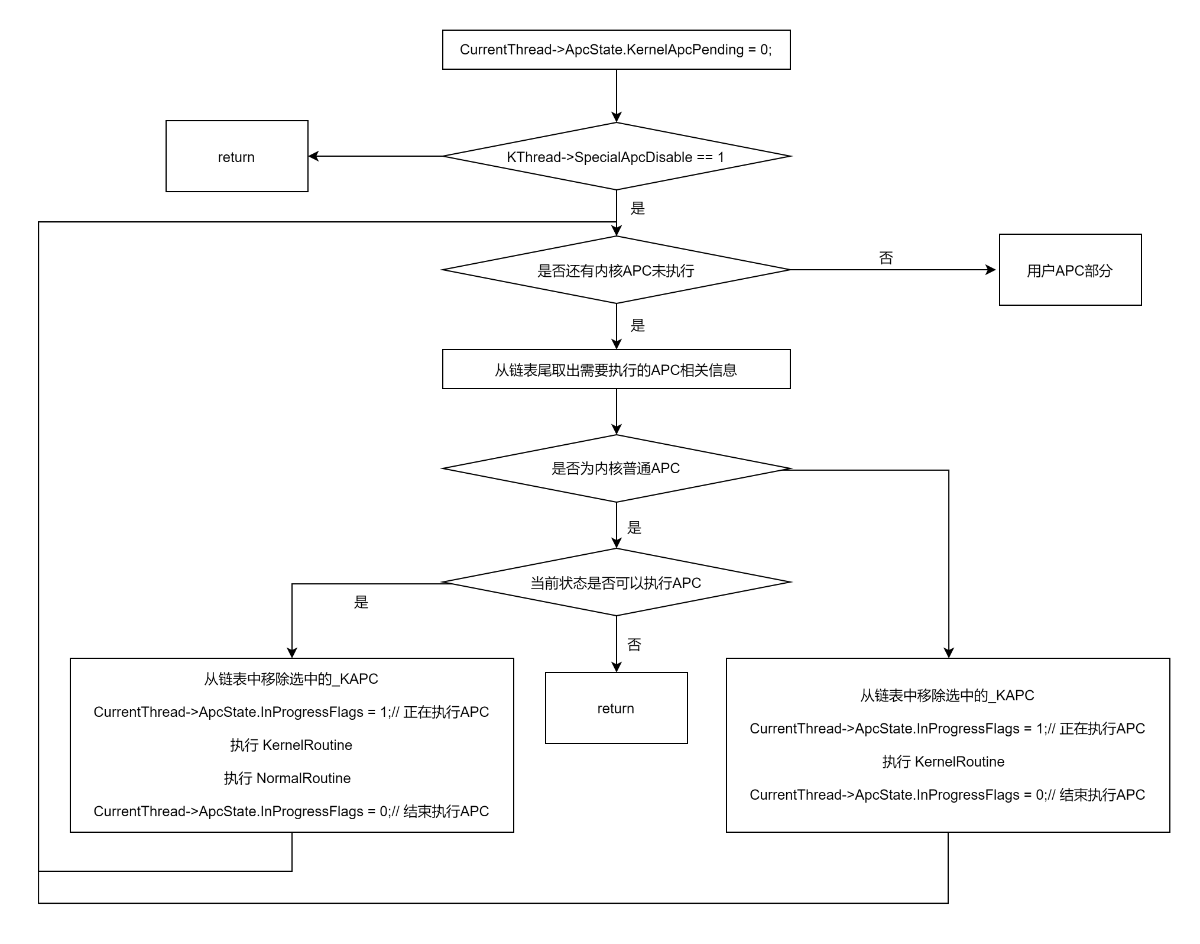 CurrentThread->ApcState.KernelApcPending = 0;
return
KThread->SpecialApcDisable == 1
是
是否还有内核APC未执行
否
用户APC部分
是
从链表尾取出需要执行的APC相关信息
是否为内核普通APC
是
当前状态是否可以执行APC
是
否
从链表中移除选中的_KAPC
CurrentThread->ApcState.InProgressFlags = 1;// 正在执行APC
执行 KernelRoutine
执行 NormalRoutine
CurrentThread->ApcState.InProgressFlags = 0;// 结束执行APC
return
从链表中移除选中的_KAPC
CurrentThread->ApcState.InProgressFlags = 1;// 正在执行APC
执行 KernelRoutine
CurrentThread->ApcState.InProgressFlags = 0;// 结束执行APC